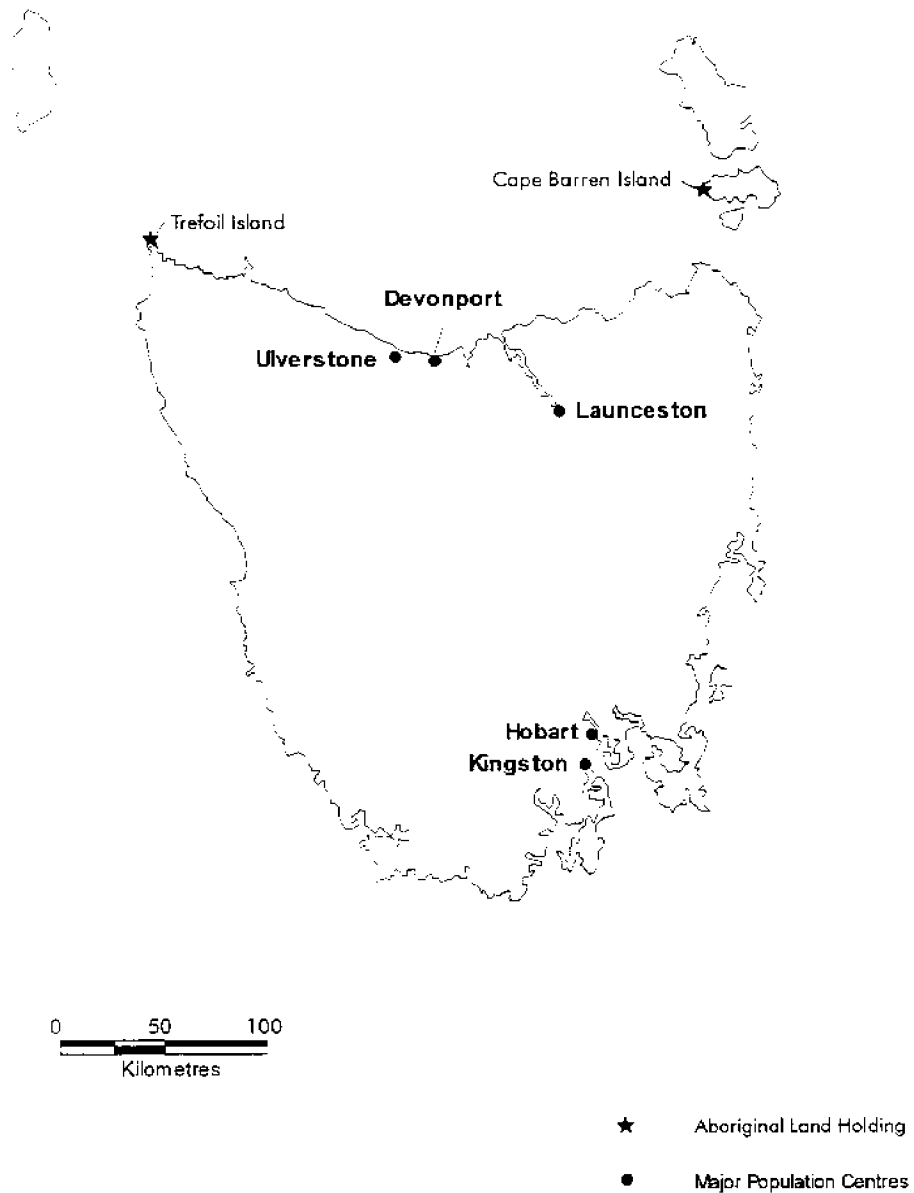 Cape Barren Island
Trefoil Island
Devonport
Ulverstone
Launceston
Hobart
Kingston
0 50 100
Kilometres
Aboriginal Land Holding
Major Population Centres